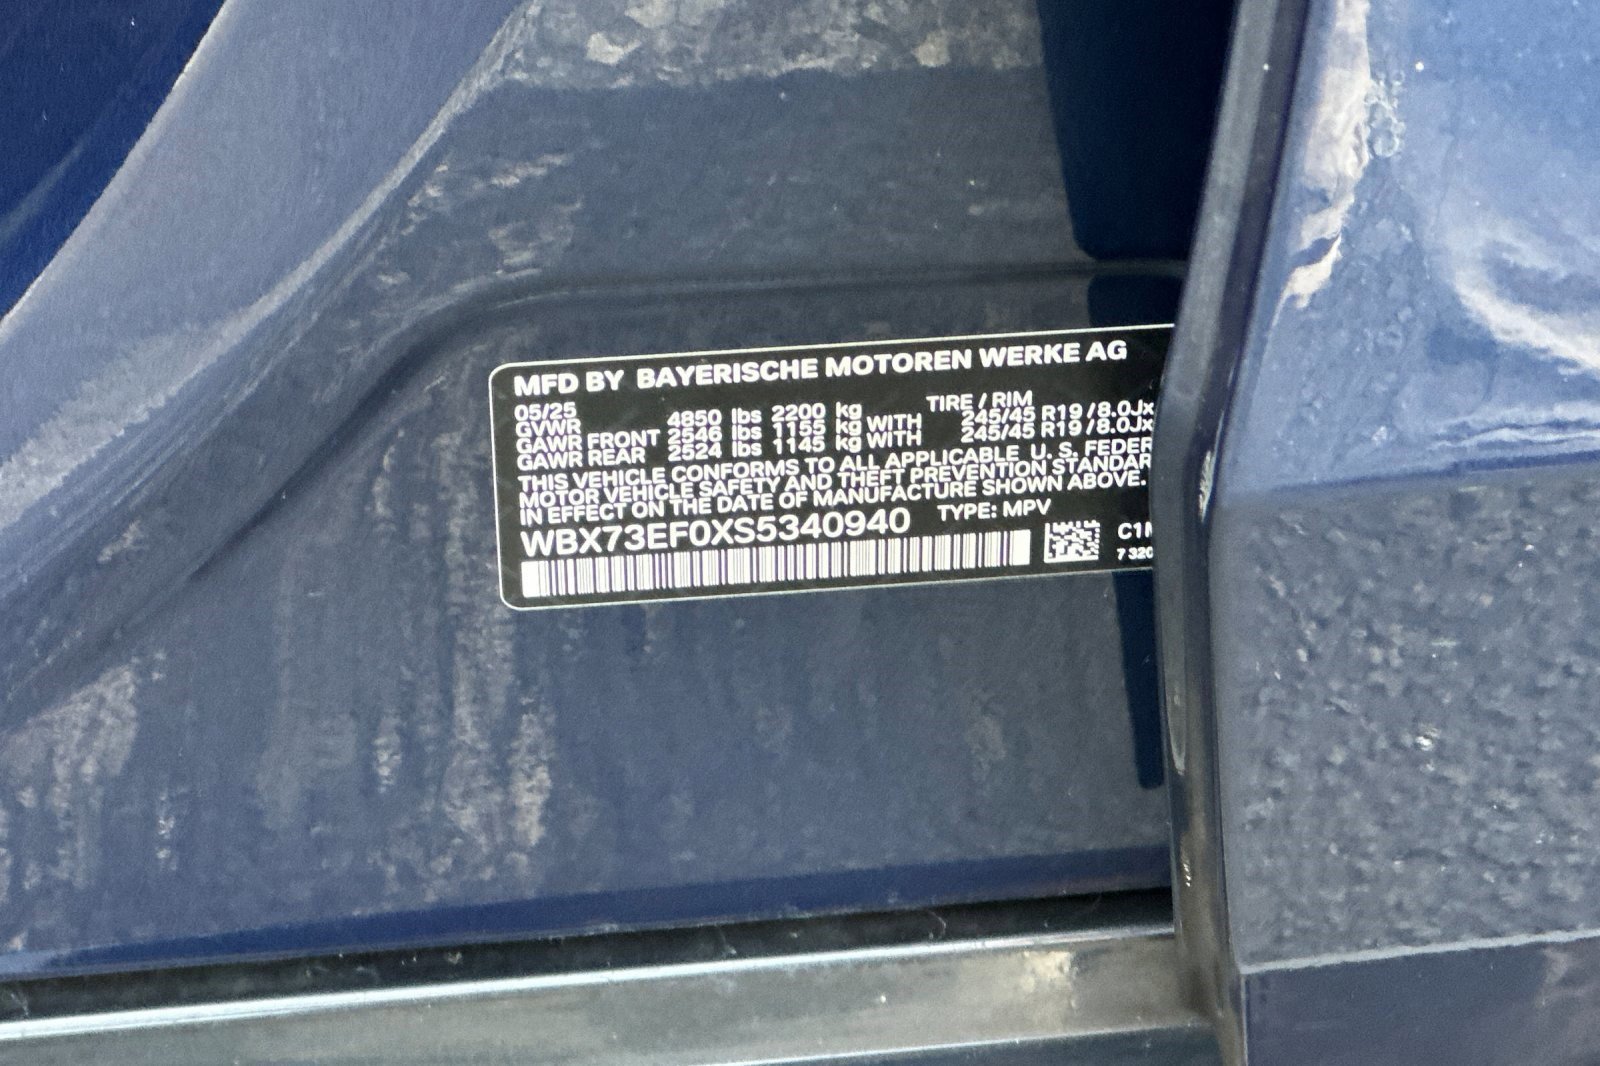 MFD BY BAYERISCHE MOTOREN WERKE AG
05/25 TIRE / RIM
GVWR 4850 lbs 2200 kg
GAWR FRONT 2546 lbs 1155 kg WITH 245/45 R19 / 8.0Jx
GAWR REAR 2524 lbs 1145 kg WITH 245/45 R19 / 8.0Jx
THIS VEHICLE CONFORMS TO ALL APPLICABLE U. S. FEDER
MOTOR VEHICLE SAFETY AND THEFT PREVENTION STANDAR
IN EFFECT ON THE DATE OF MANUFACTURE SHOWN ABOVE.
WBX73EF0XS5340940 TYPE: MPV
C1
7 320